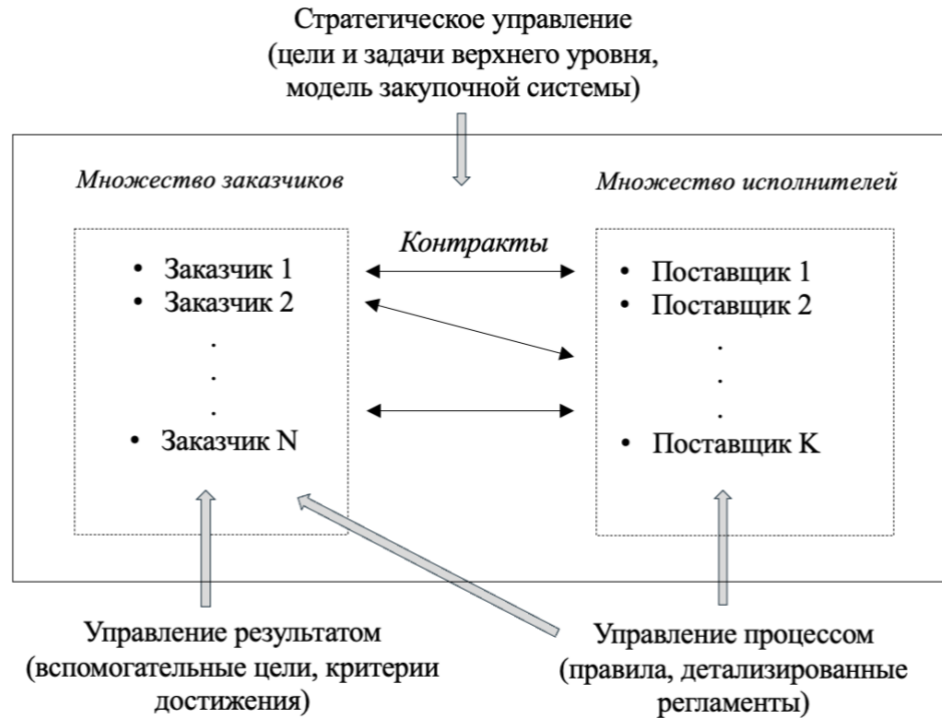 Стратегическое управление
(цели и задачи верхнего уровня,
модель закупочной системы)
Множество заказчиков
Множество исполнителей
Контракты
• Заказчик 1
• Заказчик 2
.
.
.
• Заказчик N
• Поставщик 1
• Поставщик 2
.
.
.
• Поставщик K
Управление результатом
(вспомогательные цели, критерии
достижения)
Управление процессом
(правила, детализированные
регламенты)